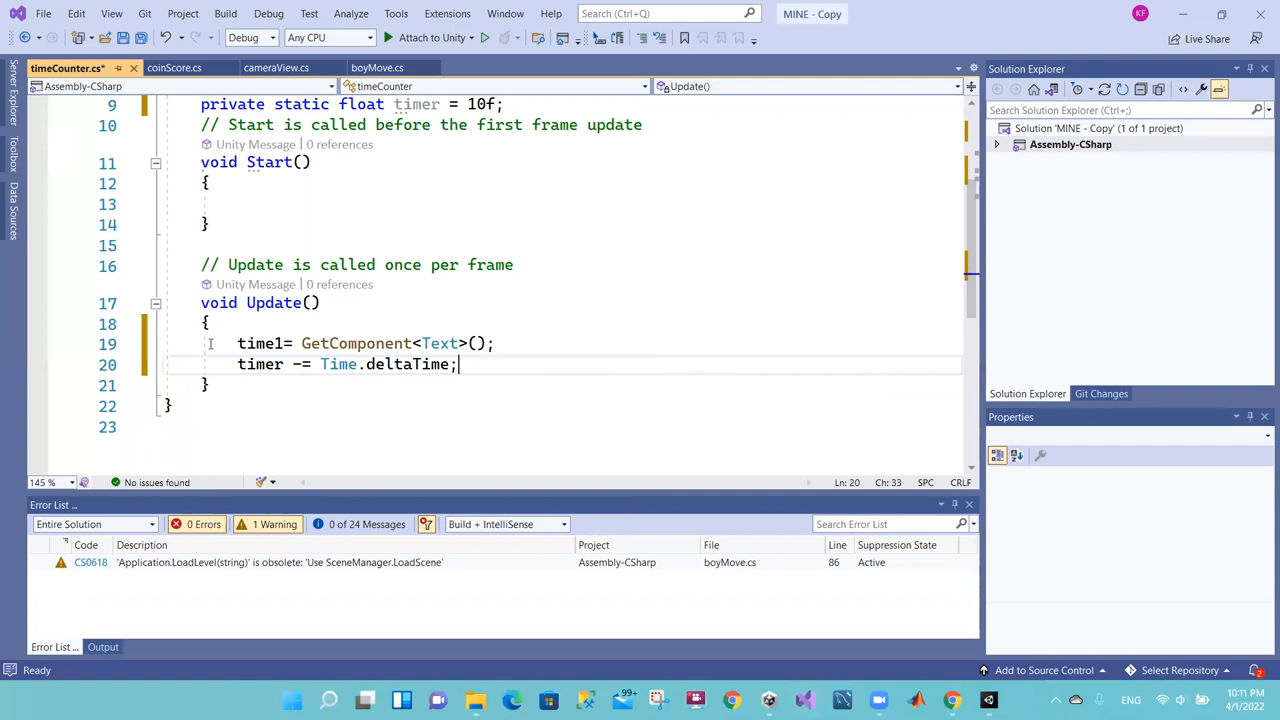 File Edit View Git Project Build Debug Test Analyze Tools Extensions Window Help Search (Ctrl+Q) MINE - Copy KF
Debug Any CPU Attach to Unity Live Share
timeCounter.cs* coinScore.cs cameraView.cs boyMove.cs
Assembly-CSharp timeCounter Update()
Server Explorer
Toolbox
Data Sources
9 private static float timer = 10f;
10 // Start is called before the first frame update
Unity Message | 0 references
11 void Start()
12 {
13
14 }
15
16 // Update is called once per frame
Unity Message | 0 references
17 void Update()
18 {
19 time1= GetComponent<Text>();
20 timer -= Time.deltaTime;
21 }
22 }
23
145 % No issues found Ln: 20 Ch: 33 SPC CRLF
Error List ...
Entire Solution 0 Errors 1 Warning 0 of 24 Messages Build + IntelliSense Search Error List
Code Description Project File Line Suppression State
CS0618 'Application.LoadLevel(string)' is obsolete: 'Use SceneManager.LoadScene' Assembly-CSharp boyMove.cs 86 Active
Error List ... Output
Solution Explorer
Search Solution Explorer (Ctrl+;)
Solution 'MINE - Copy' (1 of 1 project)
Assembly-CSharp
Solution Explorer Git Changes
Properties
Ready Add to Source Control Select Repository 2
99+ ENG 10:11 PM
4/1/2022